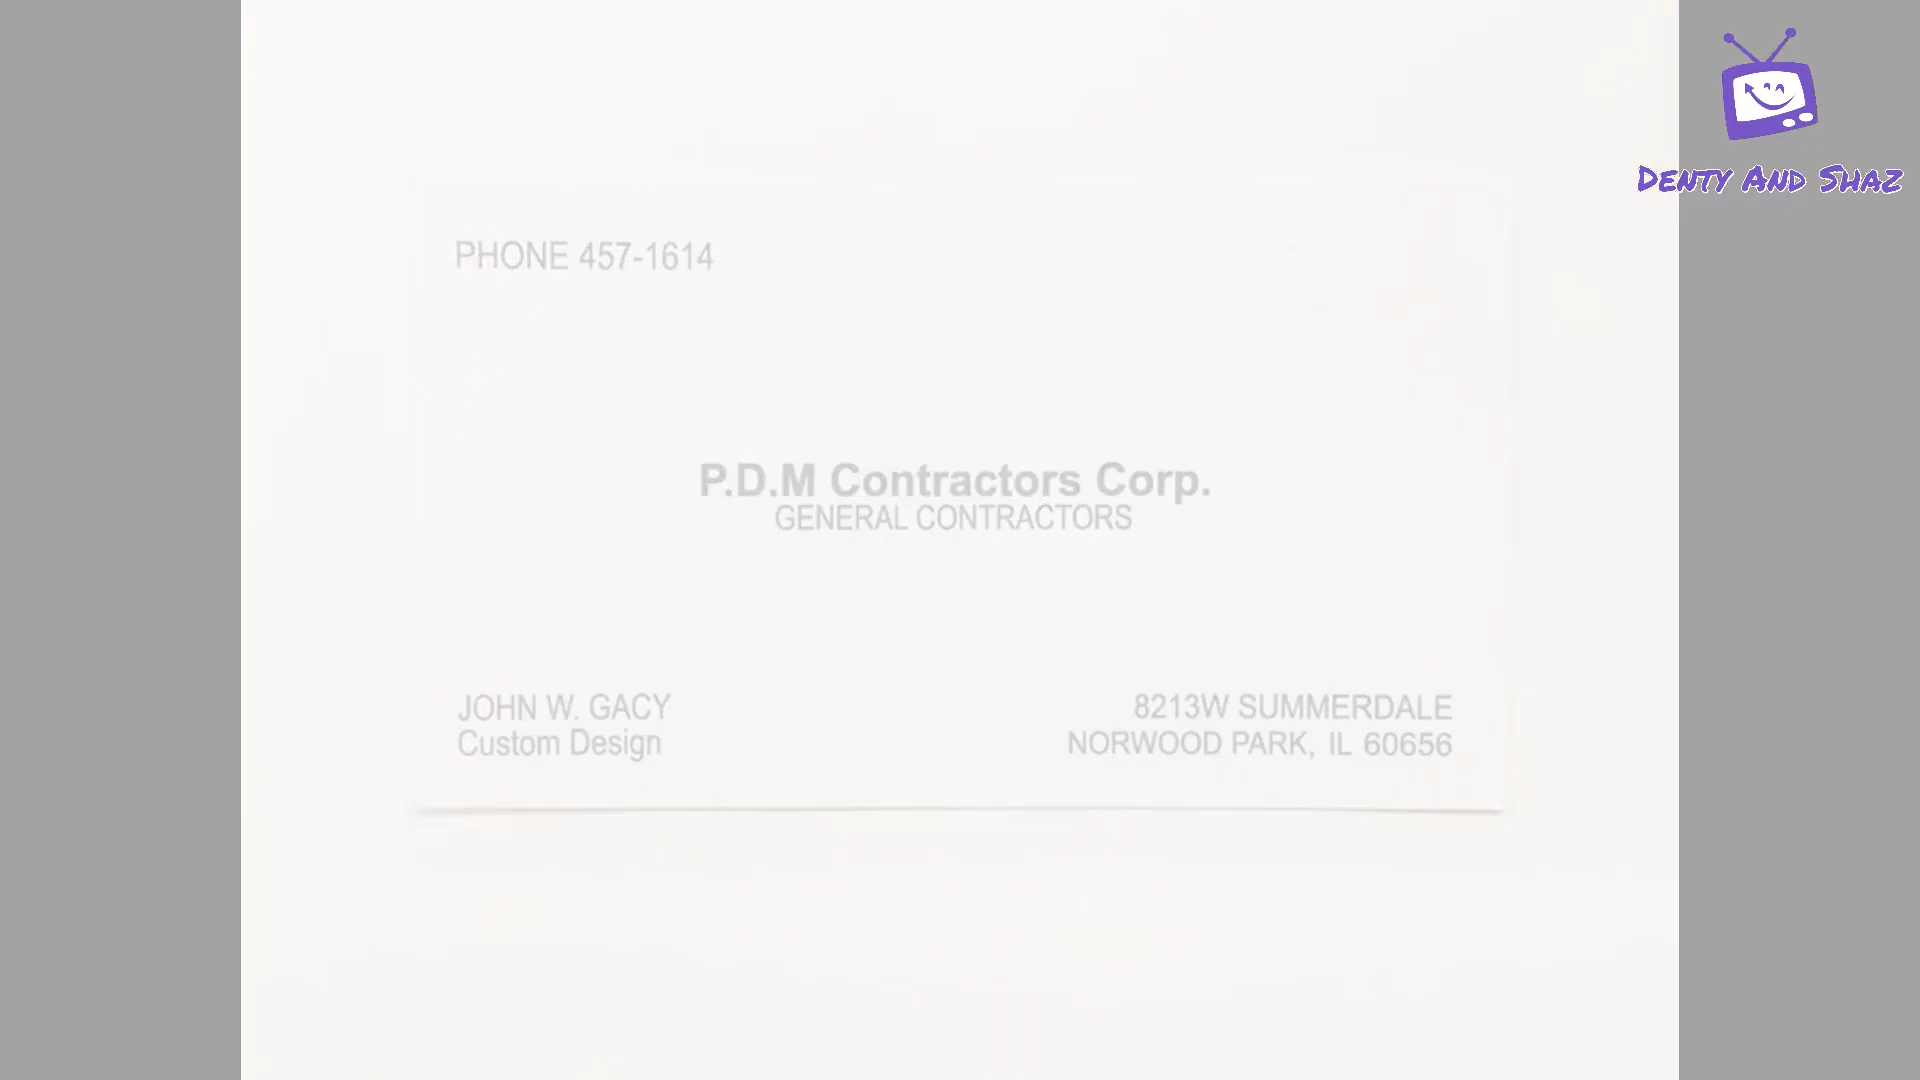 DENTY AND SHAZ
PHONE 457-1614
P.D.M Contractors Corp.
GENERAL CONTRACTORS
JOHN W. GACY
Custom Design
8213W SUMMERDALE
NORWOOD PARK, IL 60656